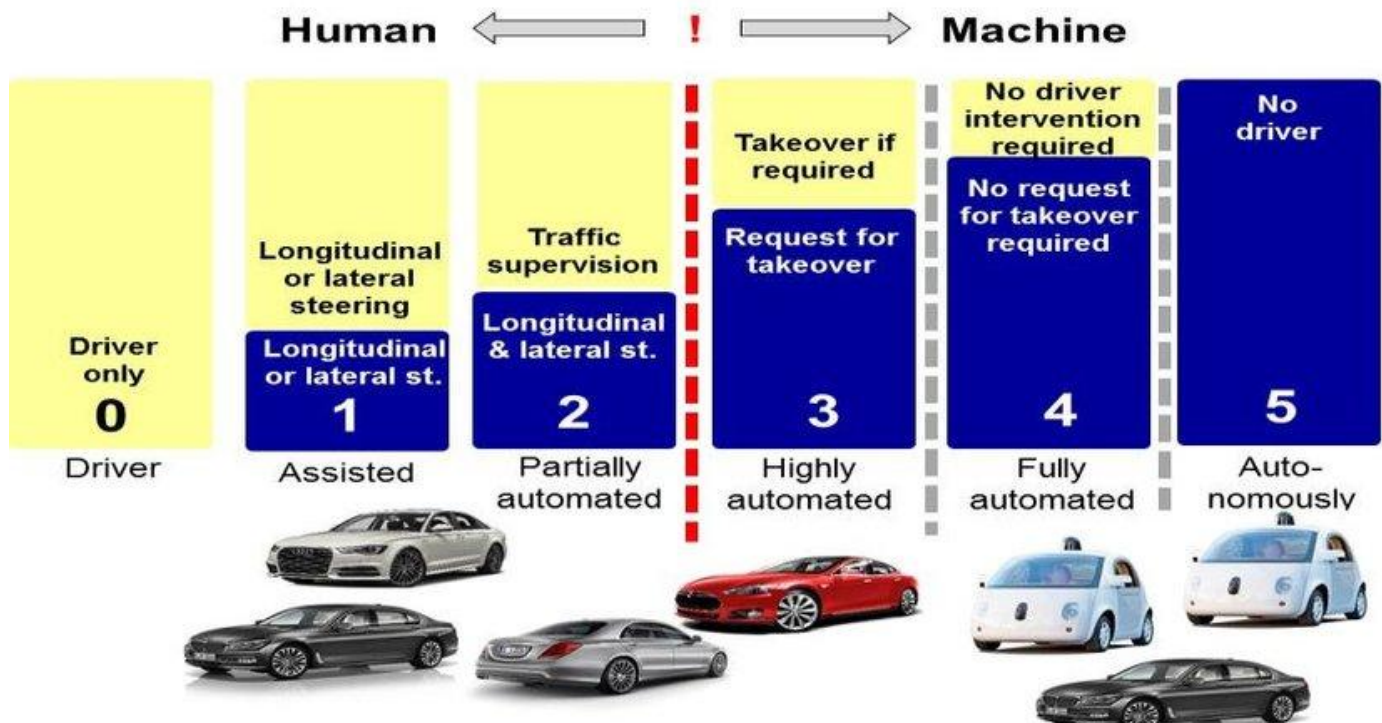 Human ! Machine
Driver
only
0
Driver
Longitudinal
or lateral
steering
Longitudinal
or lateral st.
1
Assisted
Traffic
supervision
Longitudinal
& lateral st.
2
Partially
automated
Takeover if
required
Request for
takeover
3
Highly
automated
No driver
intervention
required
No request
for takeover
required
4
Fully
automated
No
driver
5
Auto-
nomously